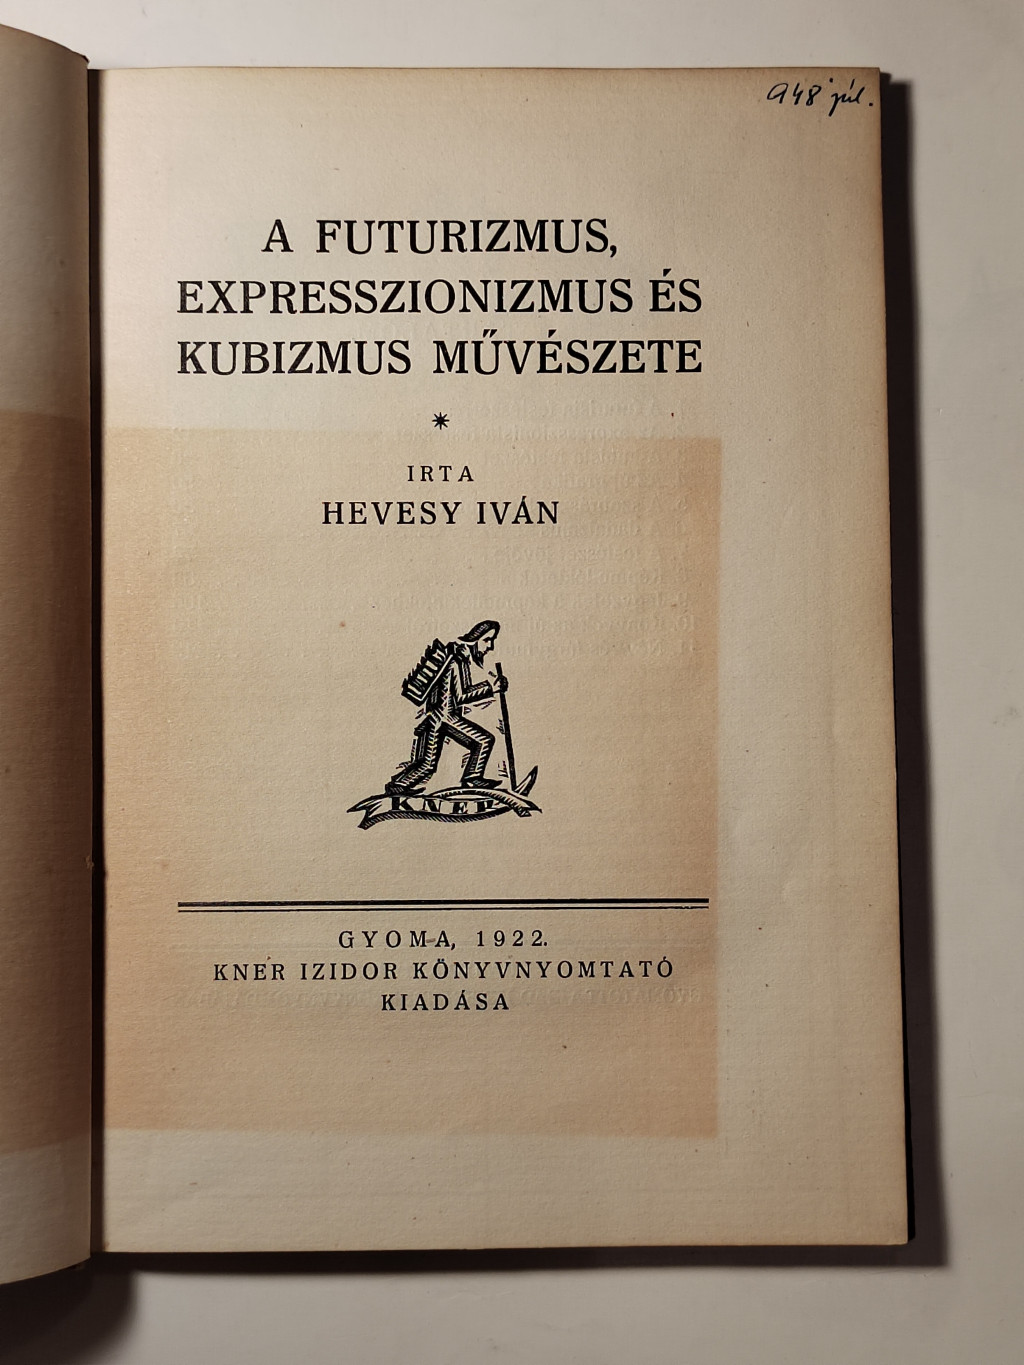 948 júl.
A FUTURIZMUS,
EXPRESSZIONIZMUS ÉS
KUBIZMUS MŰVÉSZETE
IRTA
HEVESY IVÁN
KNER
GYOMA, 1922.
KNER IZIDOR KÖNYVNYOMTATÓ
KIADÁSA